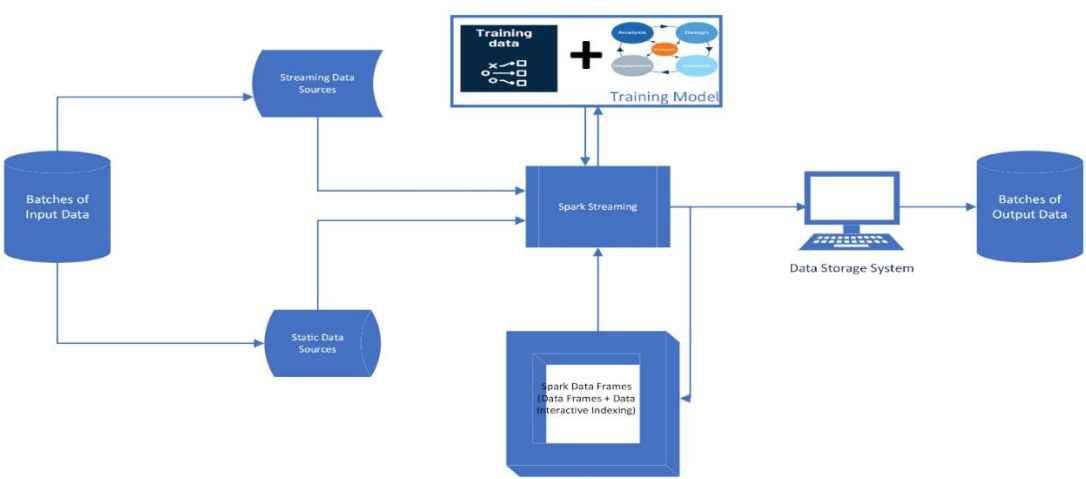 Training
data
Analysis
Design
Implement
Develop
Training Model
Streaming Data
Sources
Batches of
Input Data
Spark Streaming
Batches of
Output Data
Data Storage System
Static Data
Sources
Spark Data Frames
(Data Frames + Data
Interactive Indexing)